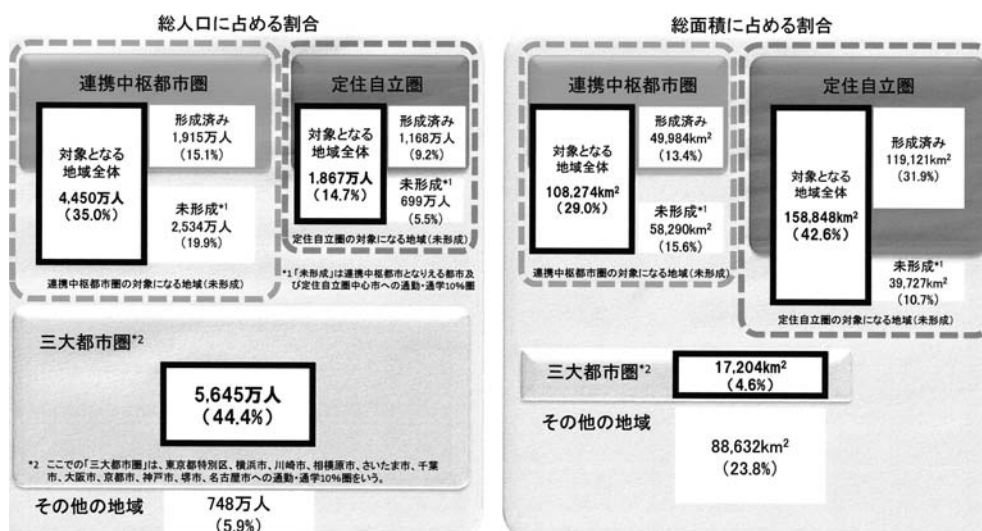 総人口に占める割合
連携中枢都市圏
対象となる
地域全体
4,450万人
(35.0%)
形成済み
1,915万人
(15.1%)
未形成*1
2,534万人
(19.9%)
連携中枢都市圏の対象になる地域(未形成)
定住自立圏
対象となる
地域全体
1,867万人
(14.7%)
形成済み
1,168万人
(9.2%)
未形成*1
699万人
(5.5%)
定住自立圏の対象になる地域(未形成)
*1「未形成」は連携中枢都市となりえる都市及
び定住自立圏中心市への通勤・通学10%圏
三大都市圏*2
5,645万人
(44.4%)
*2 ここでの「三大都市圏」は、東京都特別区、横浜市、川崎市、相模原市、さいたま市、千葉
市、大阪市、京都市、神戸市、堺市、名古屋市への通勤・通学10%圏をいう。
その他の地域
748万人
(5.9%)
総面積に占める割合
連携中枢都市圏
対象となる
地域全体
108,274km²
(29.0%)
形成済み
49,984km²
(13.4%)
未形成*1
58,290km²
(15.6%)
連携中枢都市圏の対象になる地域(未形成)
定住自立圏
対象となる
地域全体
158,848km²
(42.6%)
形成済み
119,121km²
(31.9%)
未形成*1
39,727km²
(10.7%)
定住自立圏の対象になる地域(未形成)
三大都市圏*2
17,204km²
(4.6%)
その他の地域
88,632km²
(23.8%)